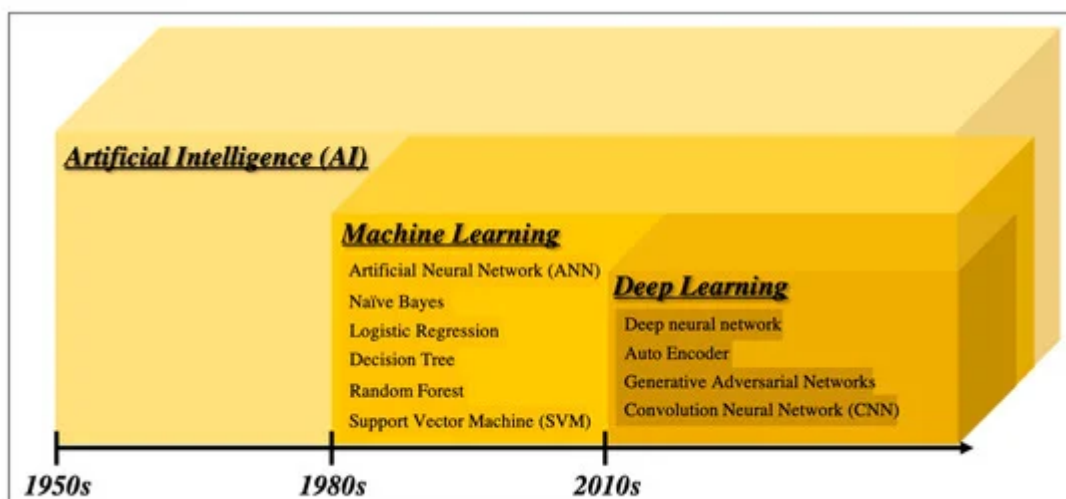 Artificial Intelligence (AI)
Machine Learning
Artificial Neural Network (ANN)
Naïve Bayes
Logistic Regression
Decision Tree
Random Forest
Support Vector Machine (SVM)
Deep Learning
Deep neural network
Auto Encoder
Generative Adversarial Networks
Convolution Neural Network (CNN)
1950s
1980s
2010s